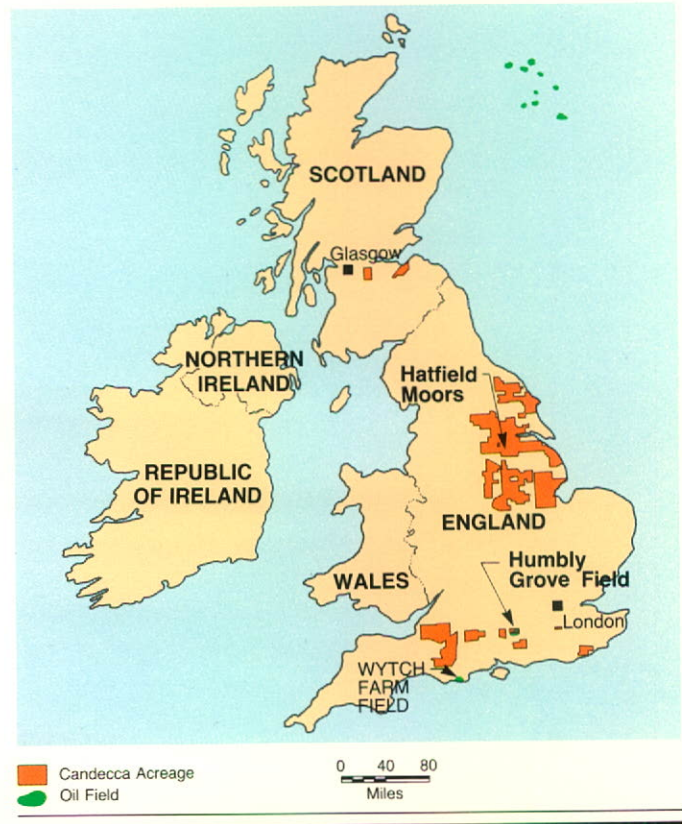 SCOTLAND
Glasgow
NORTHERN
IRELAND
Hatfield
Moors
REPUBLIC
OF IRELAND
ENGLAND
WALES
Humbly
Grove Field
London
WYTCH
FARM
FIELD
Candecca Acreage
Oil Field
0 40 80
Miles